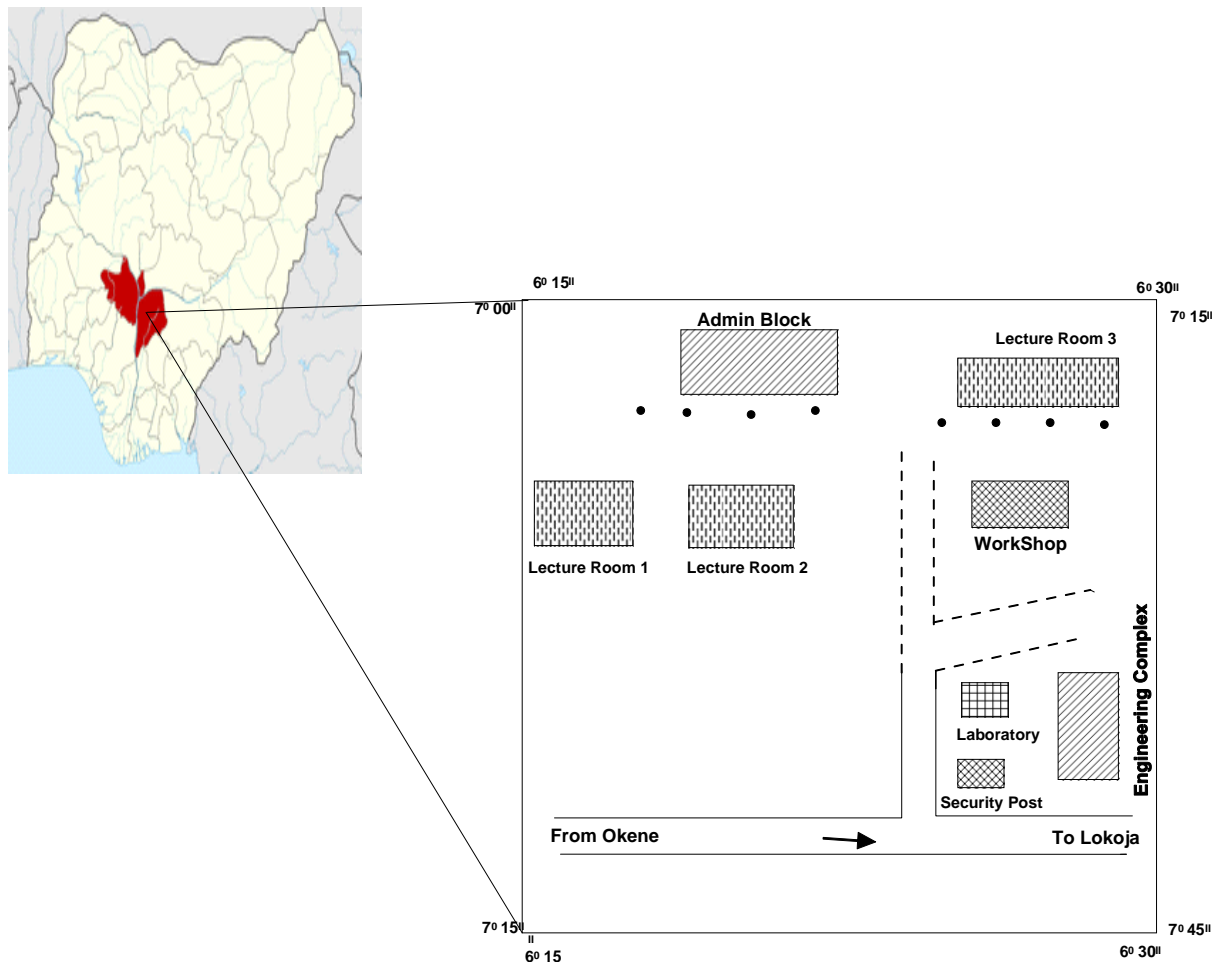 6⁰ 15ᴵᴵ
6⁰ 30ᴵᴵ
7⁰ 00ᴵᴵ
7⁰ 15ᴵᴵ
Admin Block
Lecture Room 3
WorkShop
Lecture Room 1
Lecture Room 2
Engineering Complex
Laboratory
Security Post
From Okene
To Lokoja
7⁰ 15ᴵᴵ
7⁰ 45ᴵᴵ
ᴵᴵ
6⁰ 15
6⁰ 30ᴵᴵ